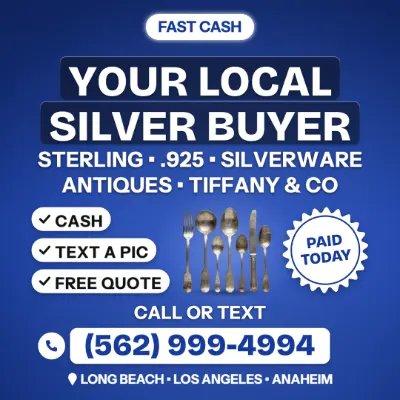 FAST CASH
YOUR LOCAL
SILVER BUYER
STERLING ▪ .925 ▪ SILVERWARE
ANTIQUES ▪ TIFFANY & CO
✓ CASH
✓ TEXT A PIC
✓ FREE QUOTE
PAID
TODAY
CALL OR TEXT
(562) 999-4994
LONG BEACH ▪ LOS ANGELES ▪ ANAHEIM